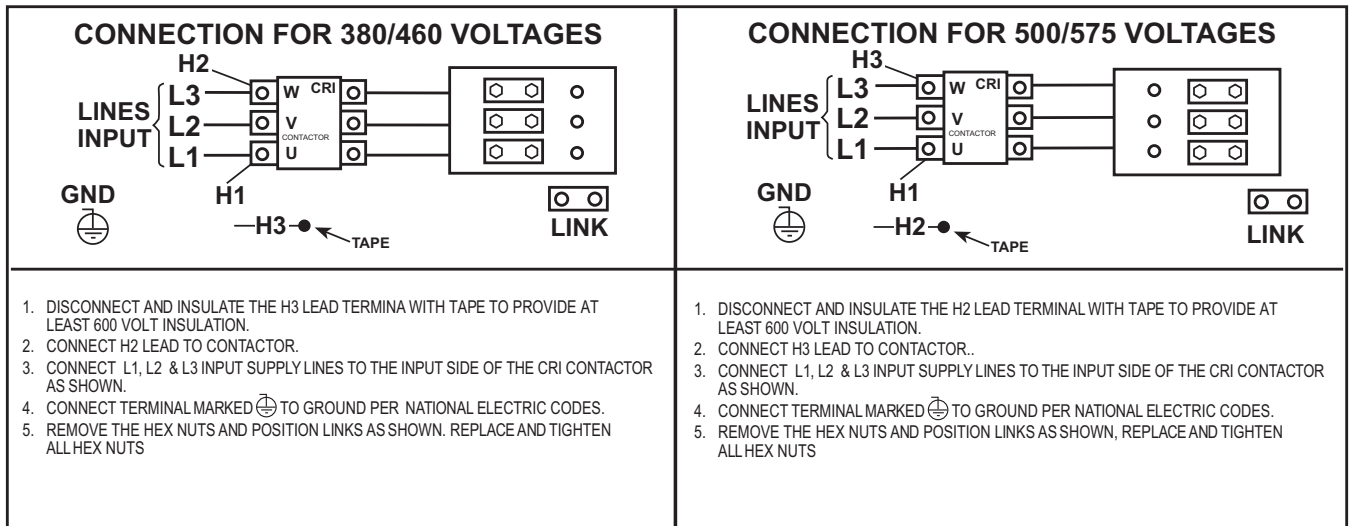 CONNECTION FOR 380/460 VOLTAGES
H2
L3
W CRI
LINES
INPUT
L2
V
CONTACTOR
L1
U
GND
H1
H3
TAPE
LINK
1. DISCONNECT AND INSULATE THE H3 LEAD TERMINA WITH TAPE TO PROVIDE AT
LEAST 600 VOLT INSULATION.
2. CONNECT H2 LEAD TO CONTACTOR.
3. CONNECT L1, L2 & L3 INPUT SUPPLY LINES TO THE INPUT SIDE OF THE CRI CONTACTOR
AS SHOWN.
4. CONNECT TERMINAL MARKED ⏚ TO GROUND PER NATIONAL ELECTRIC CODES.
5. REMOVE THE HEX NUTS AND POSITION LINKS AS SHOWN. REPLACE AND TIGHTEN
ALL HEX NUTS
CONNECTION FOR 500/575 VOLTAGES
H3
L3
W CRI
LINES
INPUT
L2
V
CONTACTOR
L1
U
GND
H1
H2
TAPE
LINK
1. DISCONNECT AND INSULATE THE H2 LEAD TERMINAL WITH TAPE TO PROVIDE AT
LEAST 600 VOLT INSULATION.
2. CONNECT H3 LEAD TO CONTACTOR..
3. CONNECT L1, L2 & L3 INPUT SUPPLY LINES TO THE INPUT SIDE OF THE CRI CONTACTOR
AS SHOWN.
4. CONNECT TERMINAL MARKED ⏚ TO GROUND PER NATIONAL ELECTRIC CODES.
5. REMOVE THE HEX NUTS AND POSITION LINKS AS SHOWN, REPLACE AND TIGHTEN
ALL HEX NUTS